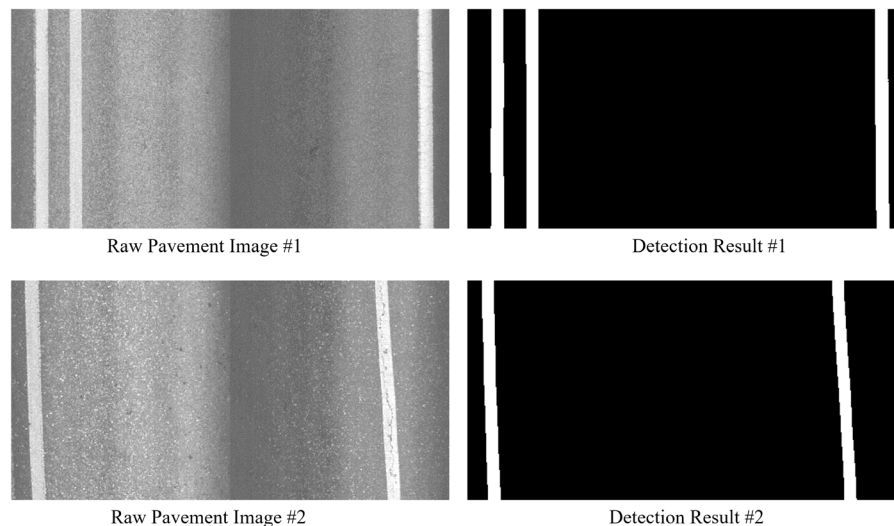 Raw Pavement Image #1
Detection Result #1
Raw Pavement Image #2
Detection Result #2